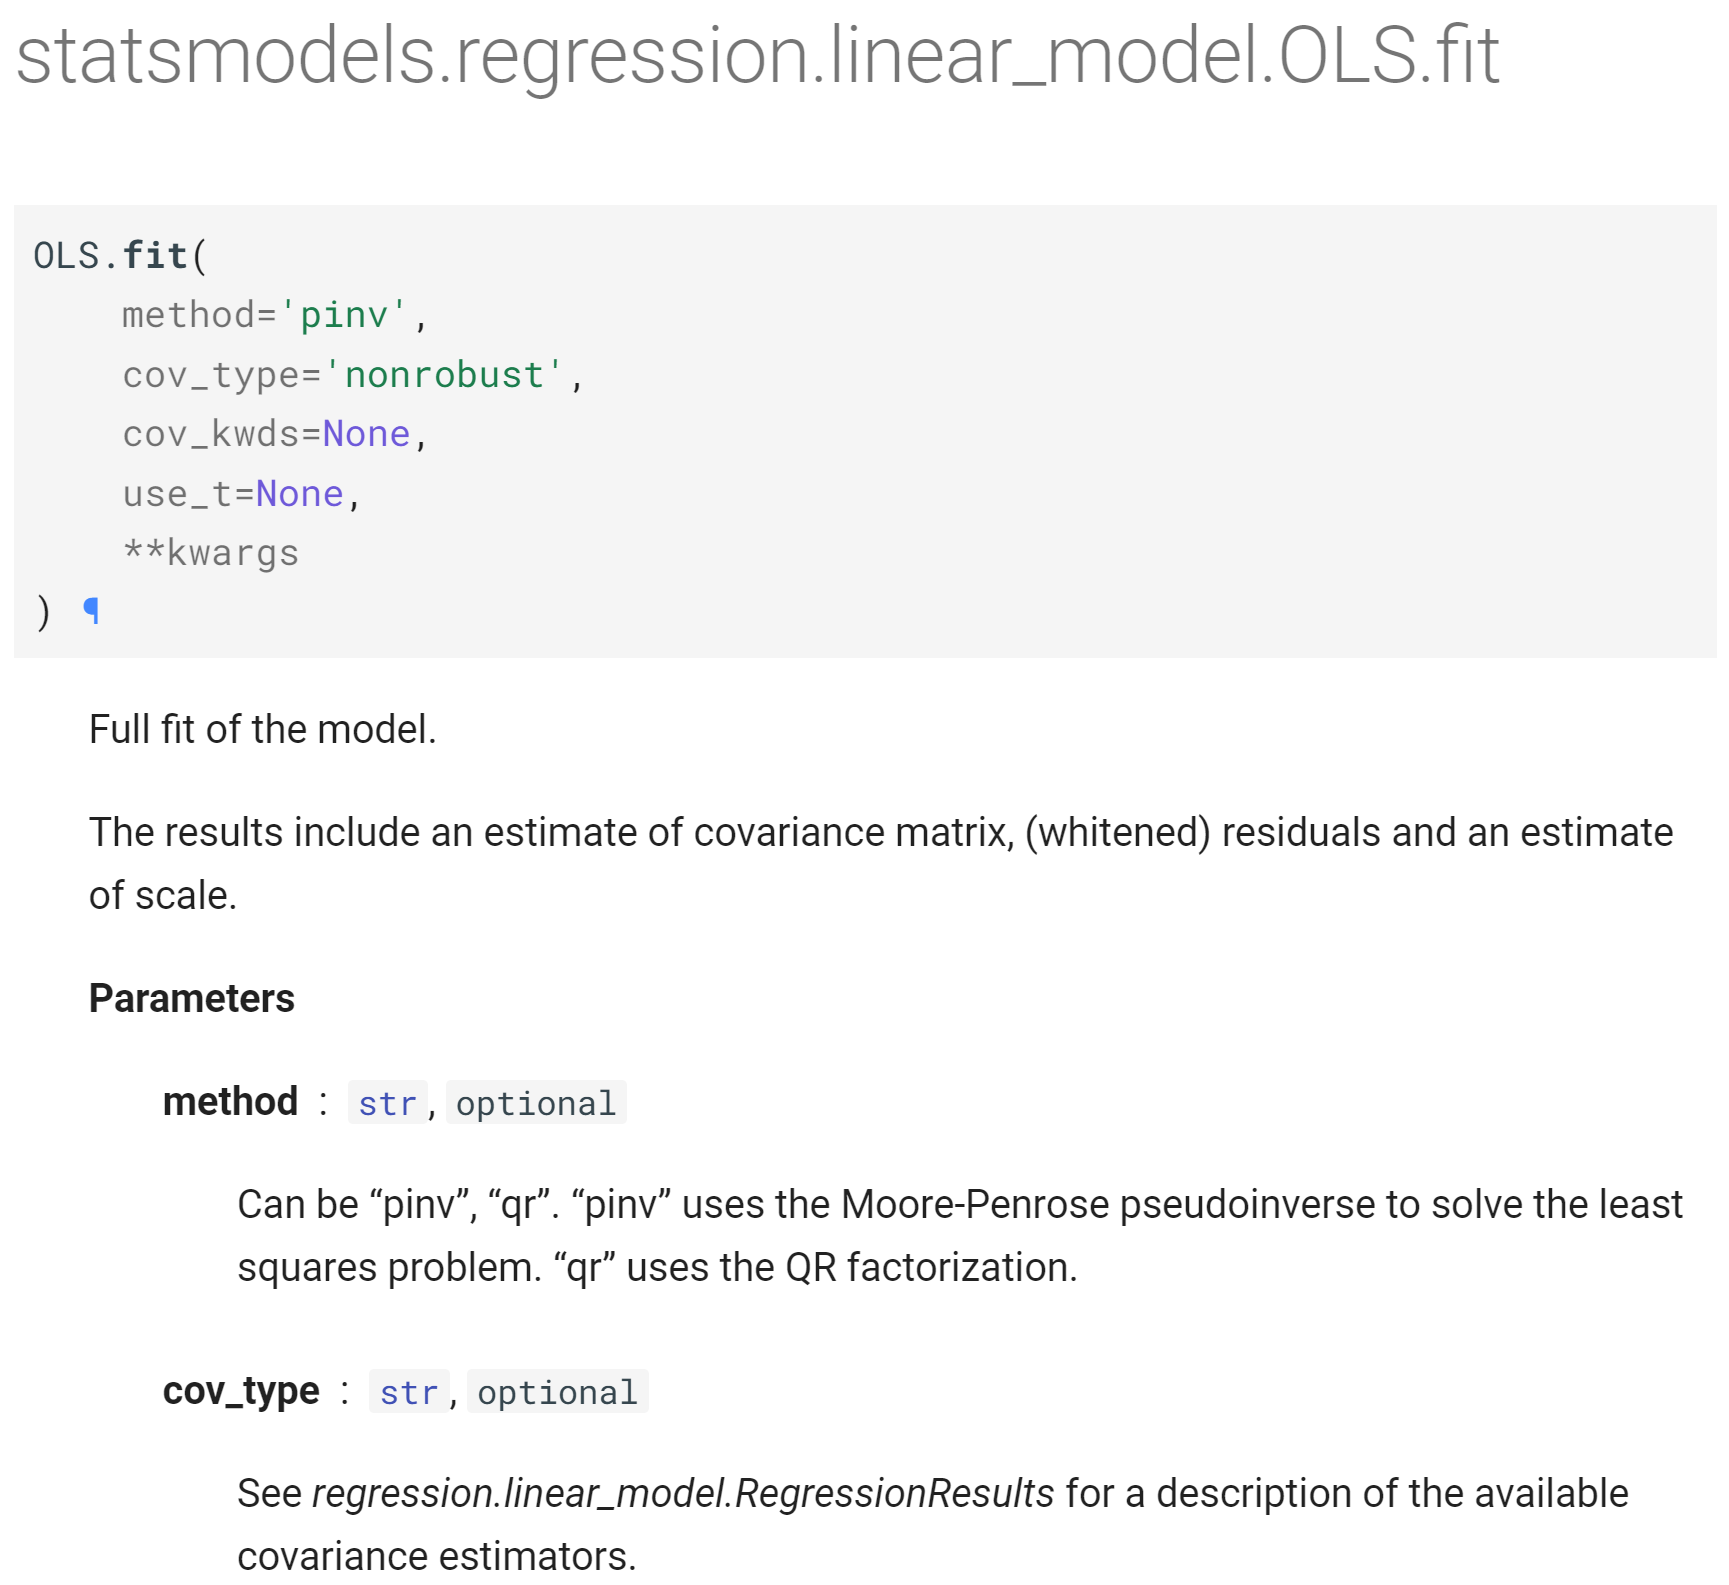 statsmodels.regression.linear_model.OLS.fit
OLS.fit(
method='pinv',
cov_type='nonrobust',
cov_kwds=None,
use_t=None,
**kwargs
) ¶
Full fit of the model.
The results include an estimate of covariance matrix, (whitened) residuals and an estimate
of scale.
Parameters
method : str, optional
Can be “pinv”, “qr”. “pinv” uses the Moore-Penrose pseudoinverse to solve the least
squares problem. “qr” uses the QR factorization.
cov_type : str, optional
See regression.linear_model.RegressionResults for a description of the available
covariance estimators.